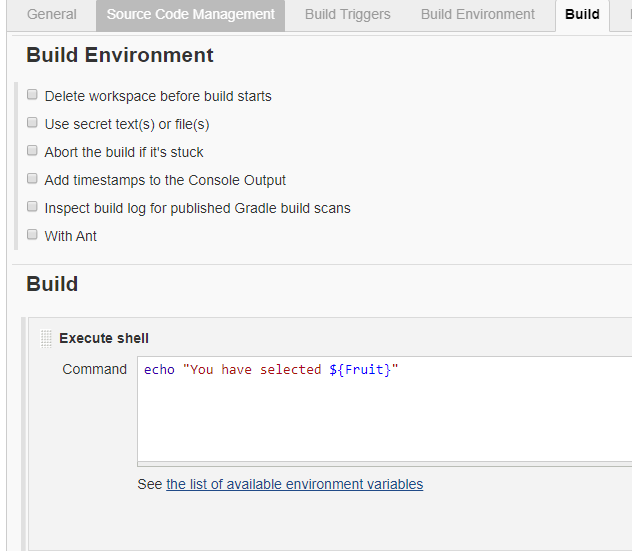 General Source Code Management Build Triggers Build Environment Build
Build Environment
Delete workspace before build starts
Use secret text(s) or file(s)
Abort the build if it's stuck
Add timestamps to the Console Output
Inspect build log for published Gradle build scans
With Ant
Build
Execute shell
Command echo "You have selected ${Fruit}"
See the list of available environment variables